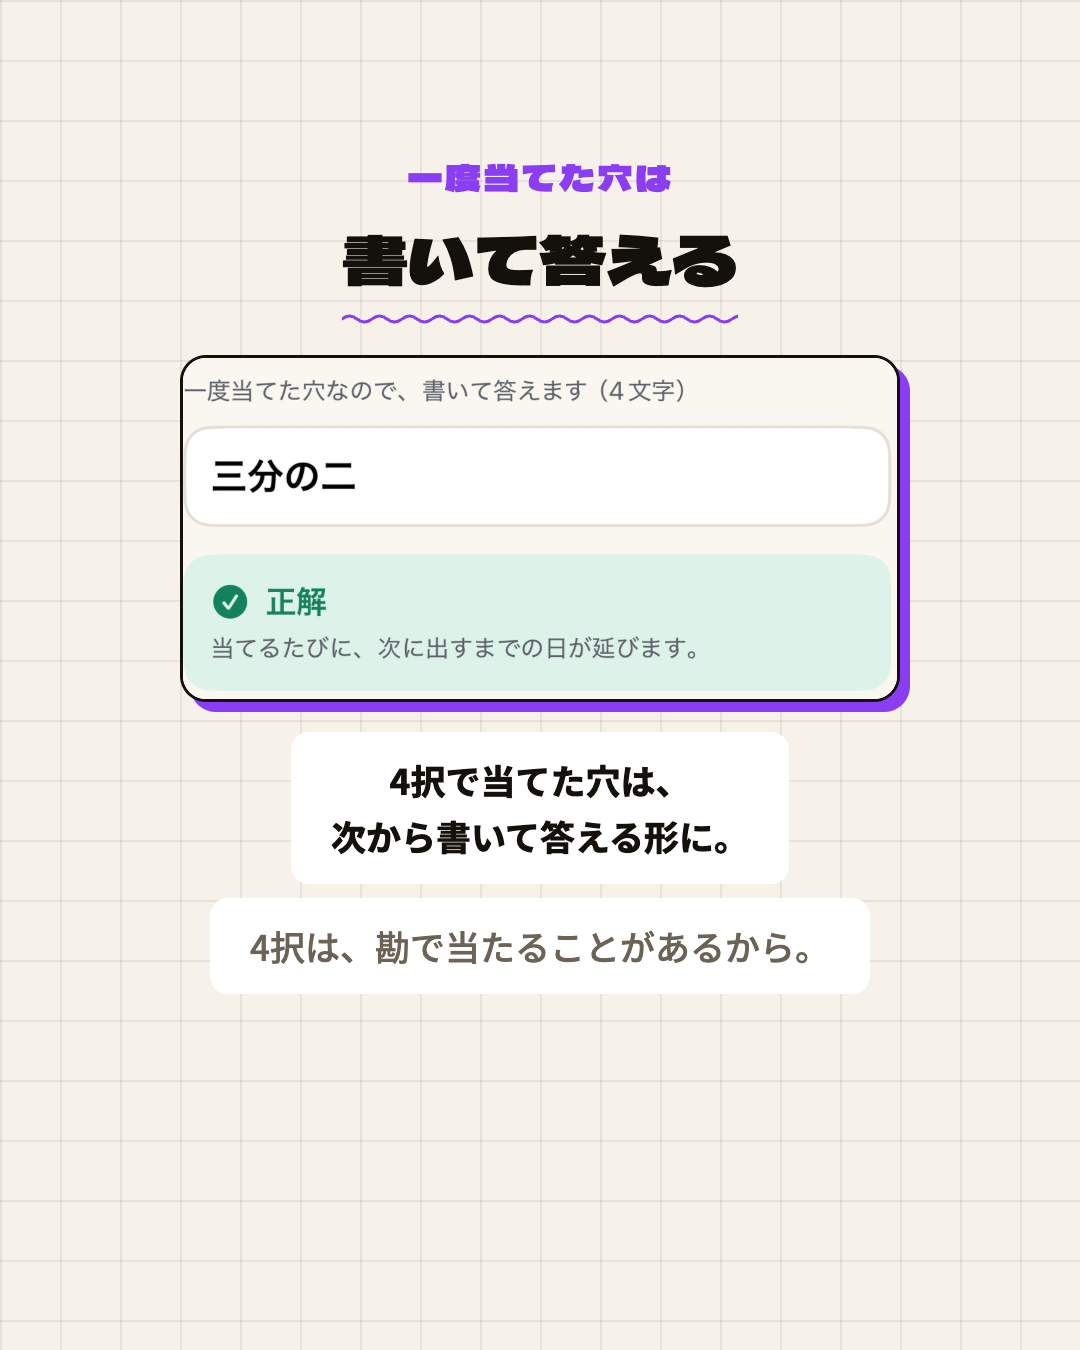 一度当てた穴は
書いて答える
一度当てた穴なので、書いて答えます（4文字）
三分の二
正解
当てるたびに、次に出すまでの日が延びます。
4択で当てた穴は、
次から書いて答える形に。
4択は、勘で当たることがあるから。